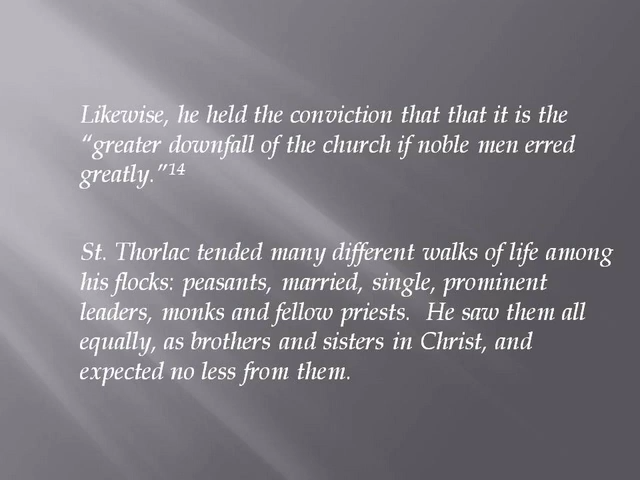 Likewise, he held the conviction that that it is the
“greater downfall of the church if noble men erred
greatly.”14
St. Thorlac tended many different walks of life among
his flocks: peasants, married, single, prominent
leaders, monks and fellow priests.  He saw them all
equally, as brothers and sisters in Christ, and
expected no less from them.